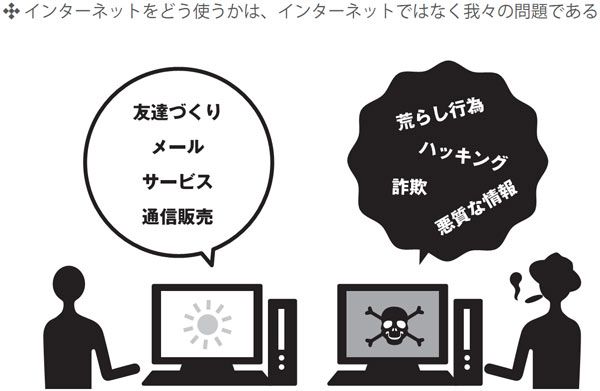 インターネットをどう使うかは、インターネットではなく我々の問題である
友達づくり
メール
サービス
通信販売
荒らし行為
ハッキング
詐欺
悪質な情報